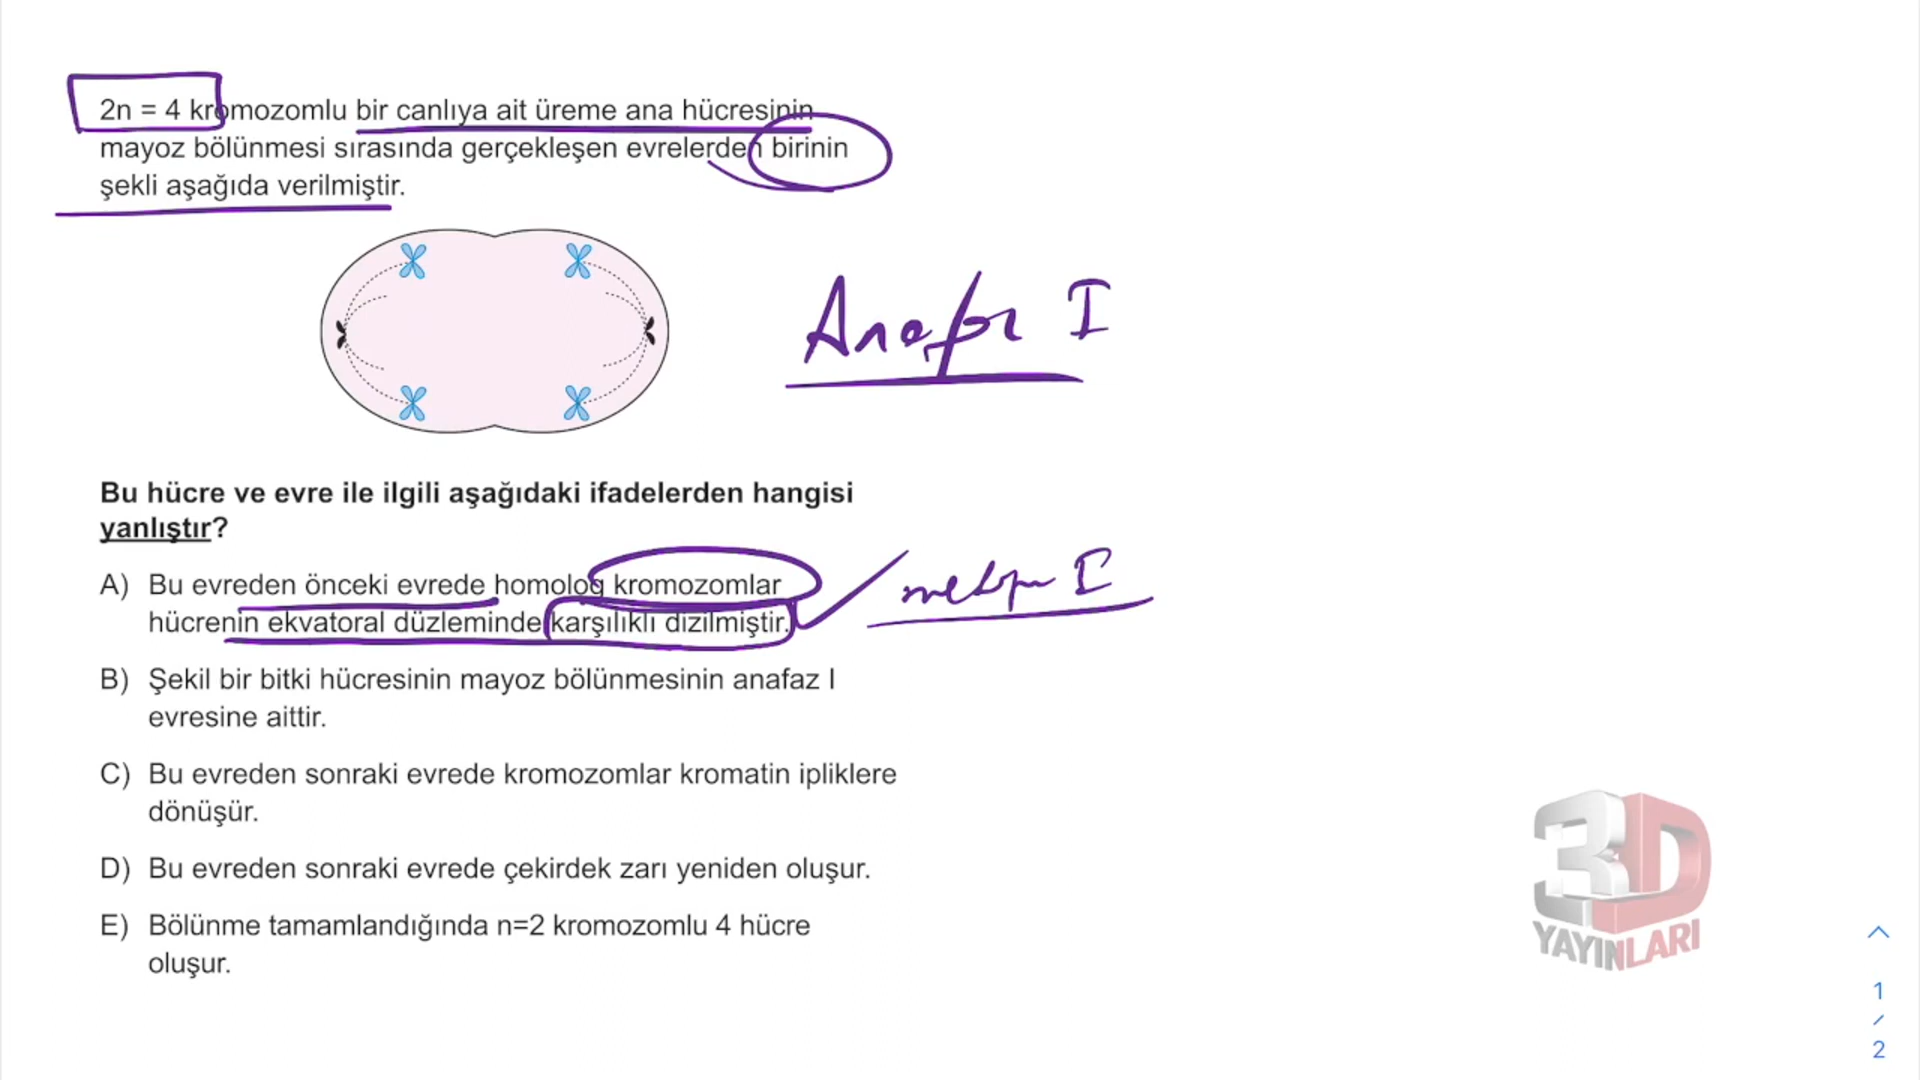 2n = 4 kromozomlu bir canlıya ait üreme ana hücresinin
mayoz bölünmesi sırasında gerçekleşen evrelerden birinin
şekli aşağıda verilmiştir.
Anafaz I
Bu hücre ve evre ile ilgili aşağıdaki ifadelerden hangisi
yanlıştır?
A) Bu evreden önceki evrede homolog kromozomlar
hücrenin ekvatoral düzleminde karşılıklı dizilmiştir.
metafaz I
B) Şekil bir bitki hücresinin mayoz bölünmesinin anafaz I
evresine aittir.
C) Bu evreden sonraki evrede kromozomlar kromatin ipliklere
dönüşür.
D) Bu evreden sonraki evrede çekirdek zarı yeniden oluşur.
E) Bölünme tamamlandığında n=2 kromozomlu 4 hücre
oluşur.
3D
YAYINLARI
1
/
2